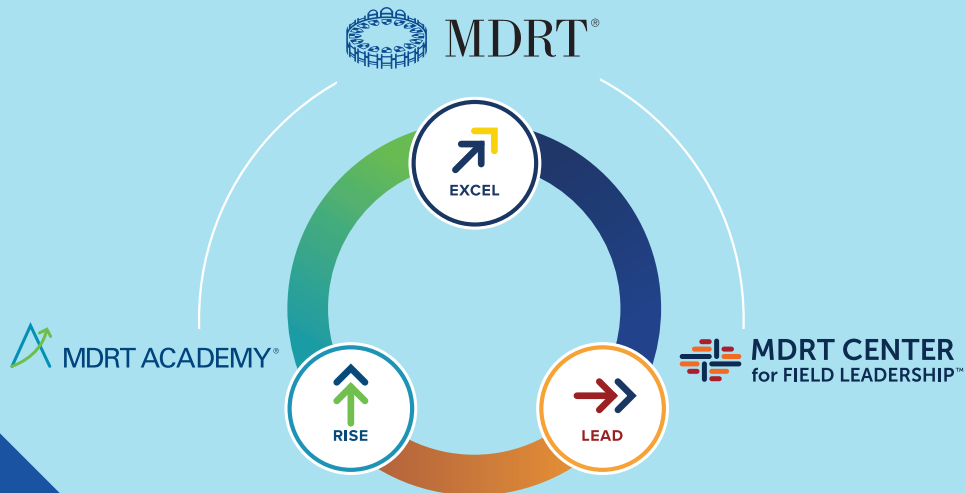 MDRT®
EXCEL
MDRT ACADEMY®
MDRT CENTER
for FIELD LEADERSHIP™
RISE
LEAD